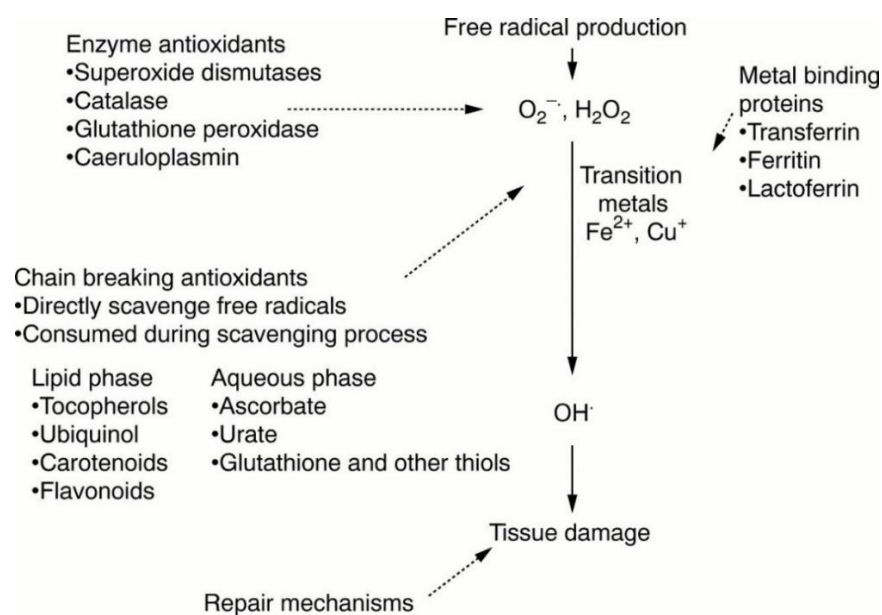 Free radical production
Enzyme antioxidants
•Superoxide dismutases
•Catalase
•Glutathione peroxidase
•Caeruloplasmin
O₂⁻˙, H₂O₂
Metal binding
proteins
•Transferrin
•Ferritin
•Lactoferrin
Transition
metals
Fe²⁺, Cu⁺
Chain breaking antioxidants
•Directly scavenge free radicals
•Consumed during scavenging process
Lipid phase
•Tocopherols
•Ubiquinol
•Carotenoids
•Flavonoids
Aqueous phase
•Ascorbate
•Urate
•Glutathione and other thiols
OH˙
Tissue damage
Repair mechanisms